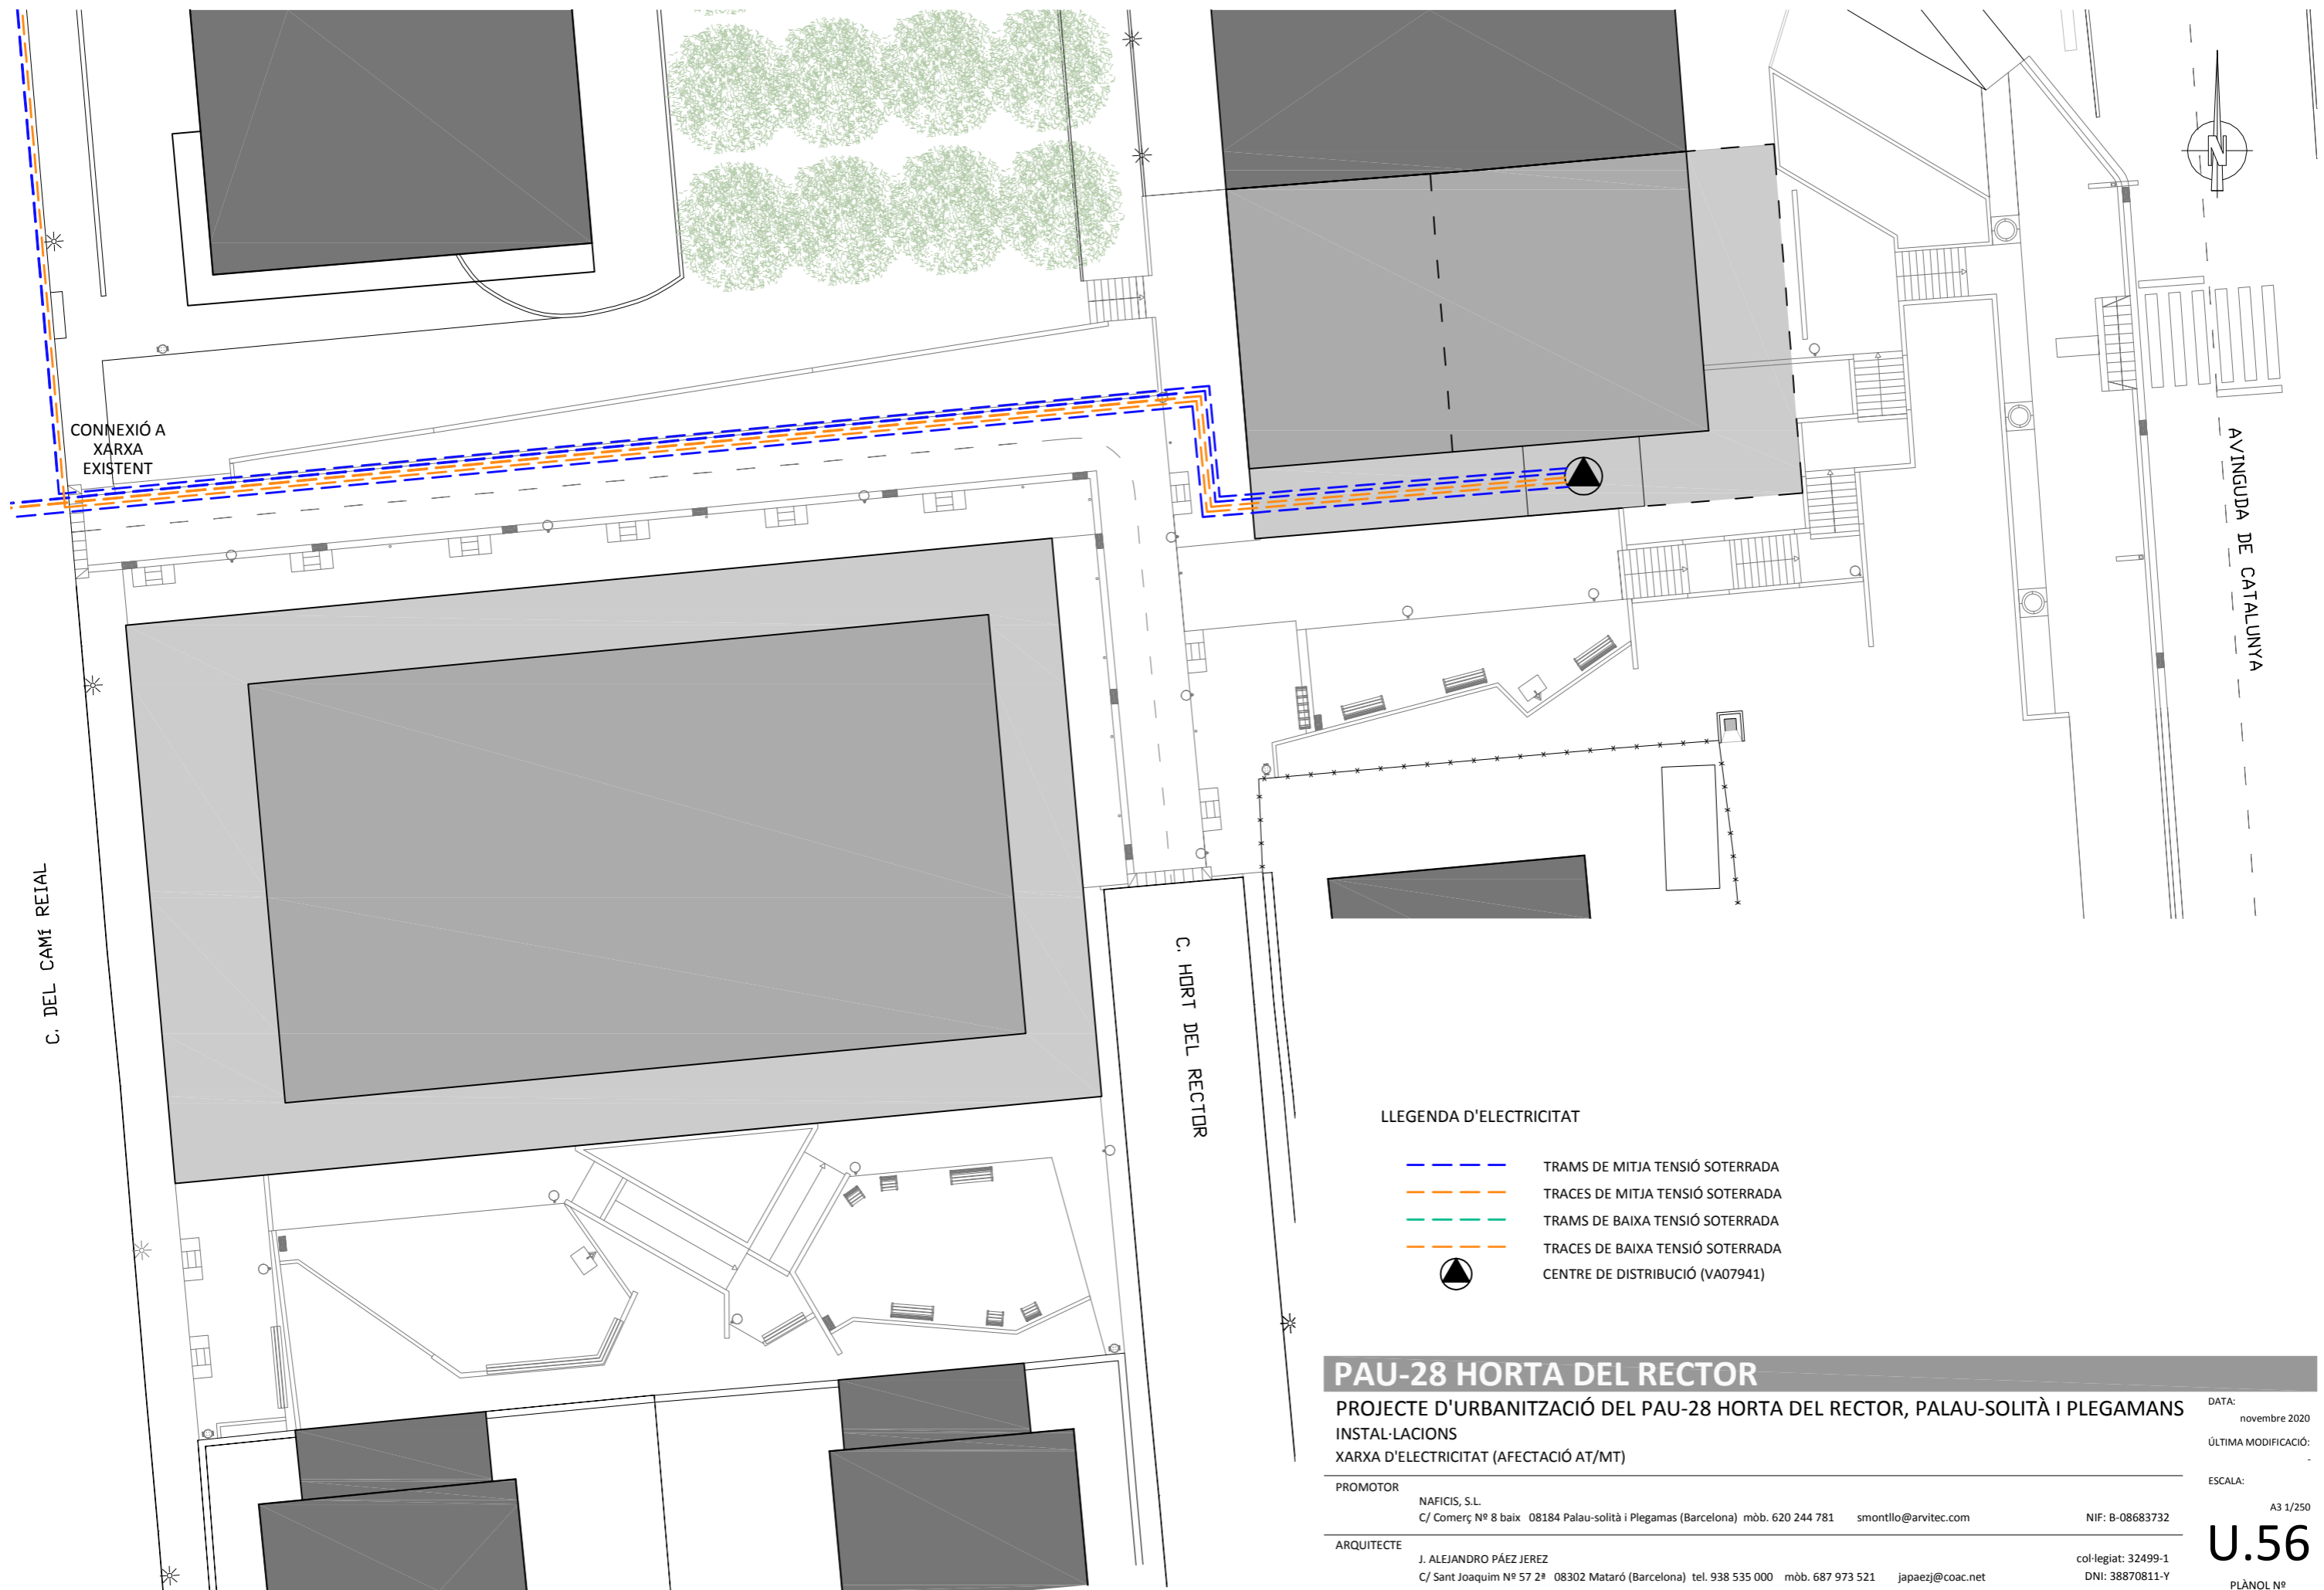 CONNEXIÓ A
XARXA
EXISTENT
AVINGUDA DE CATALUNYA
C. DEL CAMÍ REIAL
C. HORT DEL RECTOR
N
LLEGENDA D'ELECTRICITAT
TRAMS DE MITJA TENSIÓ SOTERRADA
TRACES DE MITJA TENSIÓ SOTERRADA
TRAMS DE BAIXA TENSIÓ SOTERRADA
TRACES DE BAIXA TENSIÓ SOTERRADA
CENTRE DE DISTRIBUCIÓ (VA07941)
PAU-28 HORTA DEL RECTOR
PROJECTE D'URBANITZACIÓ DEL PAU-28 HORTA DEL RECTOR, PALAU-SOLITÀ I PLEGAMANS
INSTAL·LACIONS
XARXA D'ELECTRICITAT (AFECTACIÓ AT/MT)
DATA:
novembre 2020
ÚLTIMA MODIFICACIÓ:
-
ESCALA:
A3 1/250
U.56
PLÀNOL Nº
PROMOTOR
NAFICIS, S.L.
C/ Comerç Nº 8 baix 08184 Palau-solità i Plegamas (Barcelona) mòb. 620 244 781 smontllo@arvitec.com NIF: B-08683732
ARQUITECTE
J. ALEJANDRO PÁEZ JEREZ col·legiat: 32499-1
C/ Sant Joaquim Nº 57 2ª 08302 Mataró (Barcelona) tel. 938 535 000 mòb. 687 973 521 japaezj@coac.net DNI: 38870811-Y